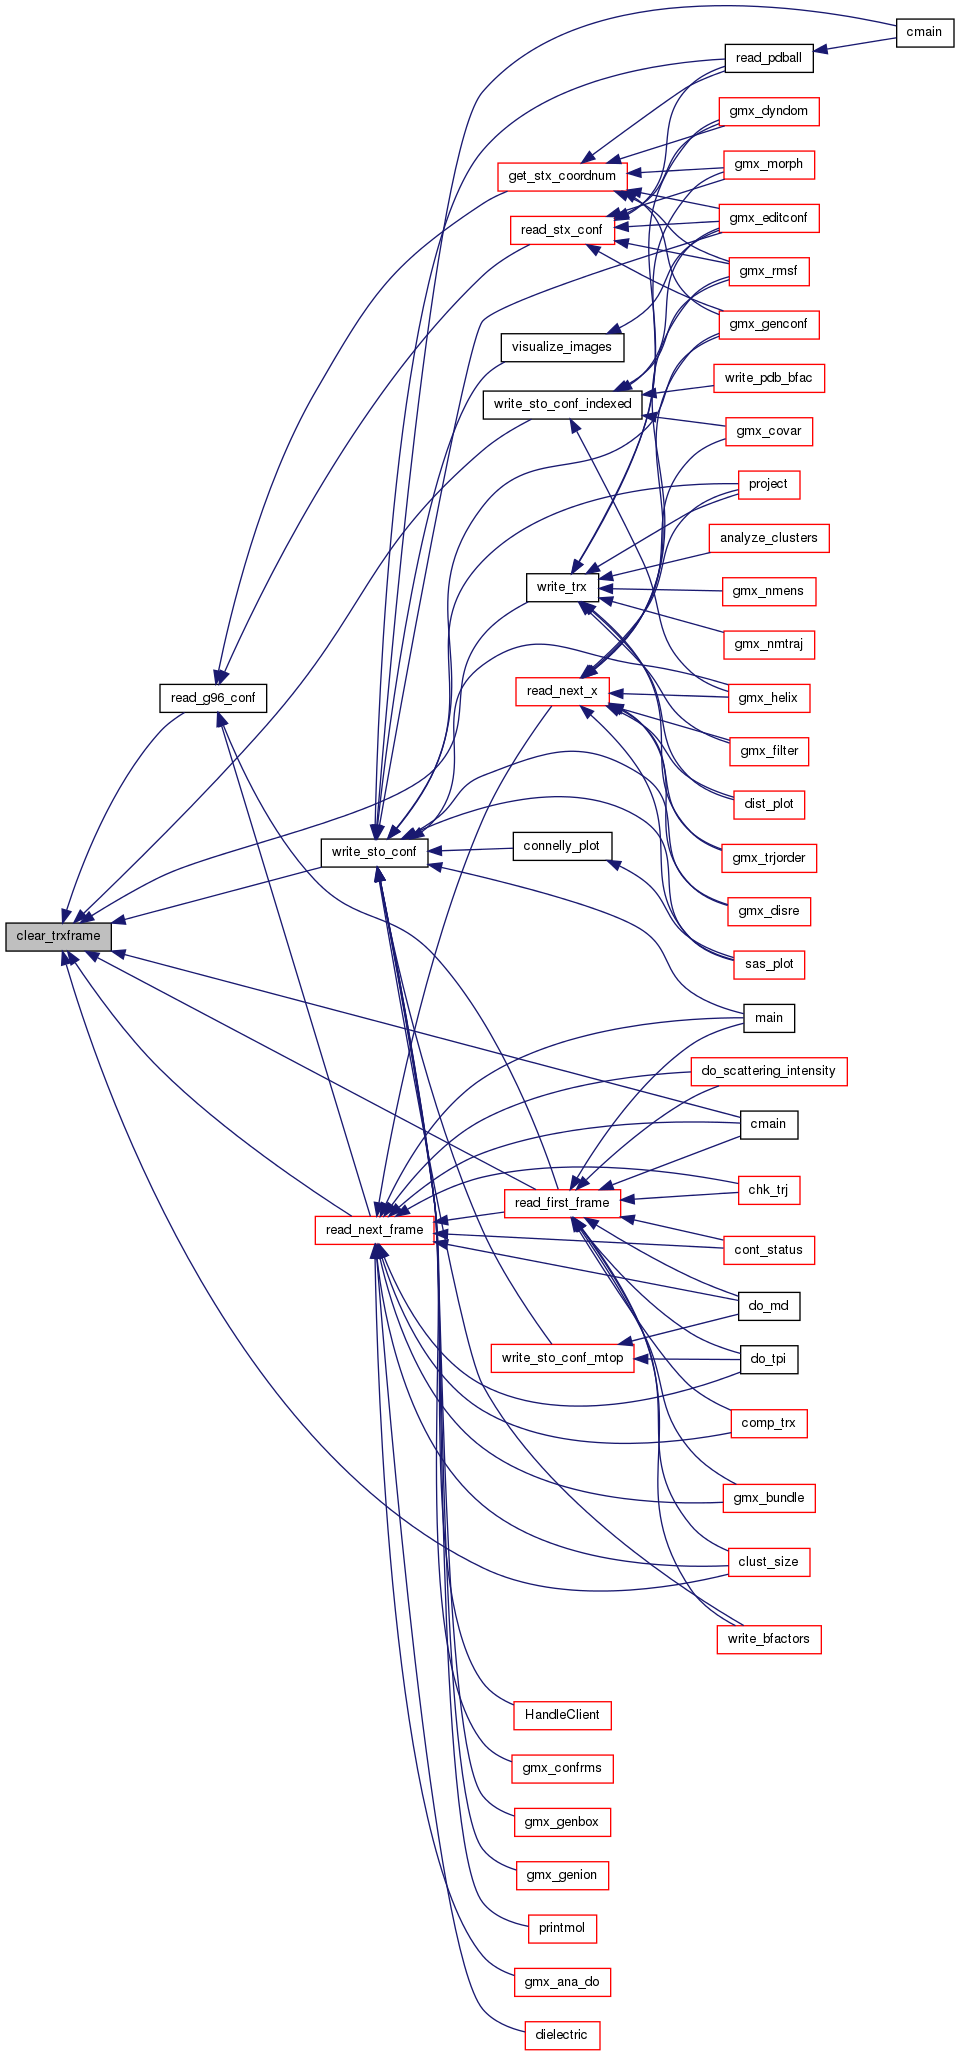 cmain
read_pdball
gmx_dyndom
gmx_morph
get_stx_coordnum
gmx_editconf
read_stx_conf
gmx_rmsf
gmx_genconf
visualize_images
write_pdb_bfac
write_sto_conf_indexed
gmx_covar
project
analyze_clusters
write_trx
gmx_nmens
gmx_nmtraj
read_next_x
read_g96_conf
gmx_helix
gmx_filter
dist_plot
connelly_plot
write_sto_conf
gmx_trjorder
gmx_disre
clear_trxframe
sas_plot
main
do_scattering_intensity
cmain
chk_trj
read_first_frame
read_next_frame
cont_status
do_md
write_sto_conf_mtop
do_tpi
comp_trx
gmx_bundle
clust_size
write_bfactors
HandleClient
gmx_confrms
gmx_genbox
gmx_genion
printmol
gmx_ana_do
dielectric